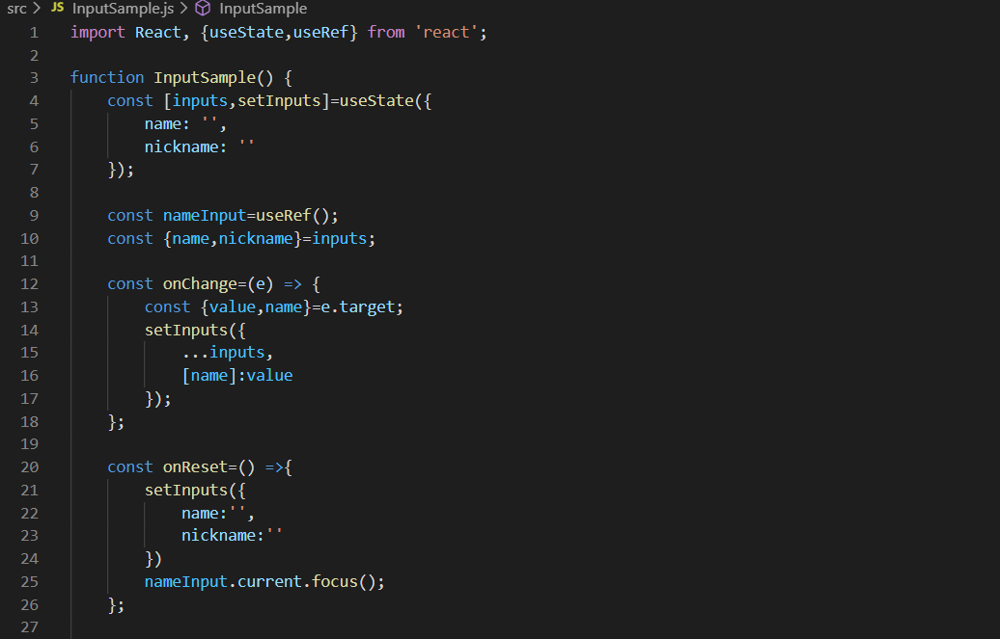 src > JS InputSample.js > InputSample
1 import React, {useState,useRef} from 'react';
2
3 function InputSample() {
4     const [inputs,setInputs]=useState({
5         name: '',
6         nickname: ''
7     });
8
9     const nameInput=useRef();
10     const {name,nickname}=inputs;
11
12     const onChange=(e) => {
13         const {value,name}=e.target;
14         setInputs({
15             ...inputs,
16             [name]:value
17         });
18     };
19
20     const onReset=() =>{
21         setInputs({
22             name:'',
23             nickname:''
24         })
25         nameInput.current.focus();
26     };
27